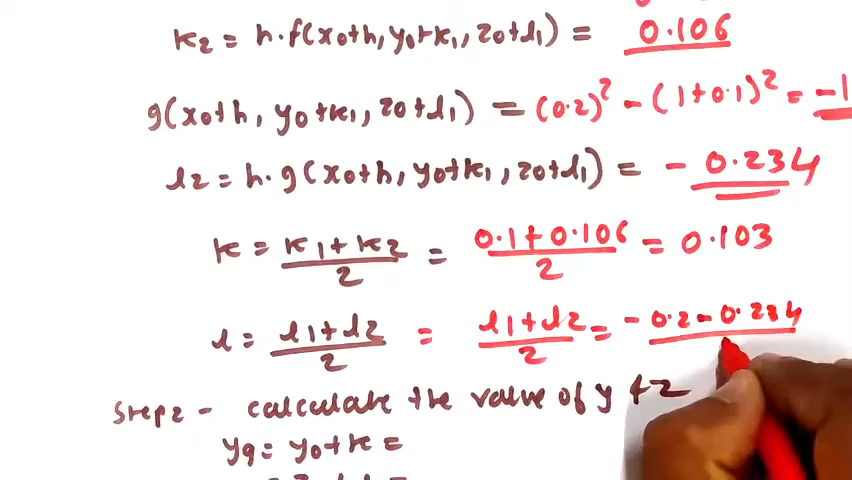 k2 = h.f(x0+h, y0+k1, z0+l1) = 0.106
g(x0+h, y0+k1, z0+l1) = (0.2)² - (1+0.1)² = -1
l2 = h.g(x0+h, y0+k1, z0+l1) = - 0.234
k = k1+k2/2 = 0.1+0.106/2 = 0.103
l = l1+l2/2 = l1+l2/2 = -0.2-0.234
Step2 - calculate the value of y & z
y1 = y0+k =